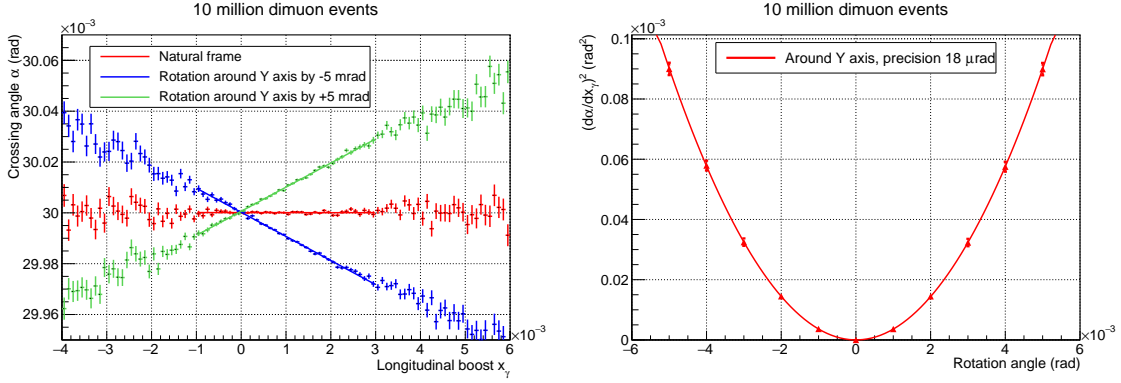 10 million dimuon events
×10⁻³
Crossing angle α (rad)
30.06
30.04
30.02
30
29.98
29.96
Natural frame
Rotation around Y axis by -5 mrad
Rotation around Y axis by +5 mrad
−4 −3 −2 −1 0 1 2 3 4 5 6
×10⁻³
Longitudinal boost xᵧ
10 million dimuon events
×10⁻³
(dα/dxᵧ)² (rad²)
0.1
0.08
0.06
0.04
0.02
0
Around Y axis, precision 18 μrad
−6 −4 −2 0 2 4 6
×10⁻³
Rotation angle (rad)